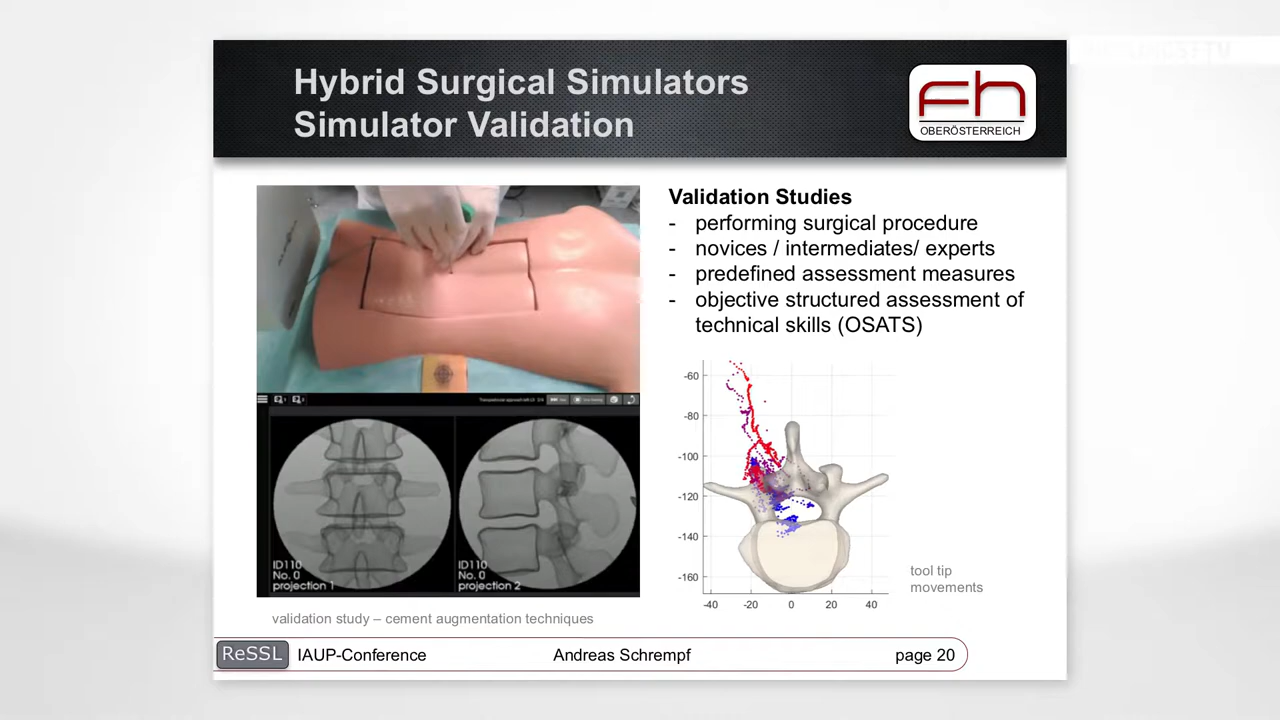 Hybrid Surgical Simulators
Simulator Validation
Fh
OBERÖSTERREICH
Validation Studies
- performing surgical procedure
- novices / intermediates/ experts
- predefined assessment measures
- objective structured assessment of
technical skills (OSATS)
ID110
No. 0
projection 1
ID110
No. 0
projection 2
-60
-80
-100
-120
-140
-160
-40 -20 0 20 40
tool tip
movements
validation study – cement augmentation techniques
ReSSL IAUP-Conference Andreas Schrempf page 20